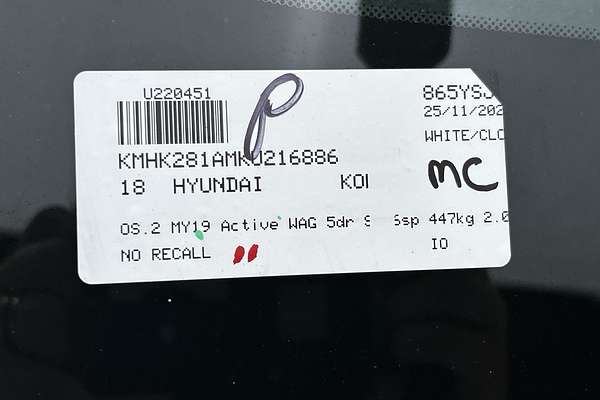 U220451
865YSJ
25/11/202
WHITE/CLO
KMHK281AMKU216886
18 HYUNDAI KOI
P
MC
OS.2 MY19 Active WAG 5dr S 6sp 447kg 2.0
NO RECALL
IO